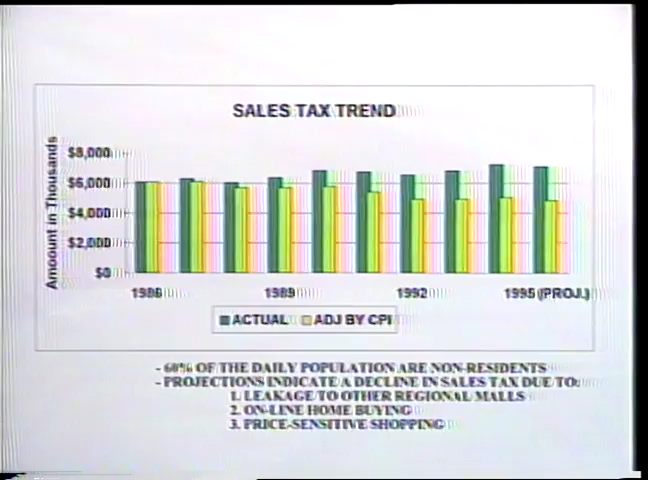 SALES TAX TREND
Amoount in Thousands
$8,000
$6,000
$4,000
$2,000
$0
1986 1989 1992 1995 (PROJ.)
ACTUAL ADJ BY CPI
- 60% OF THE DAILY POPULATION ARE NON-RESIDENTS
- PROJECTIONS INDICATE A DECLINE IN SALES TAX DUE TO:
1. LEAKAGE TO OTHER REGIONAL MALLS
2. ON-LINE HOME BUYING
3. PRICE-SENSITIVE SHOPPING